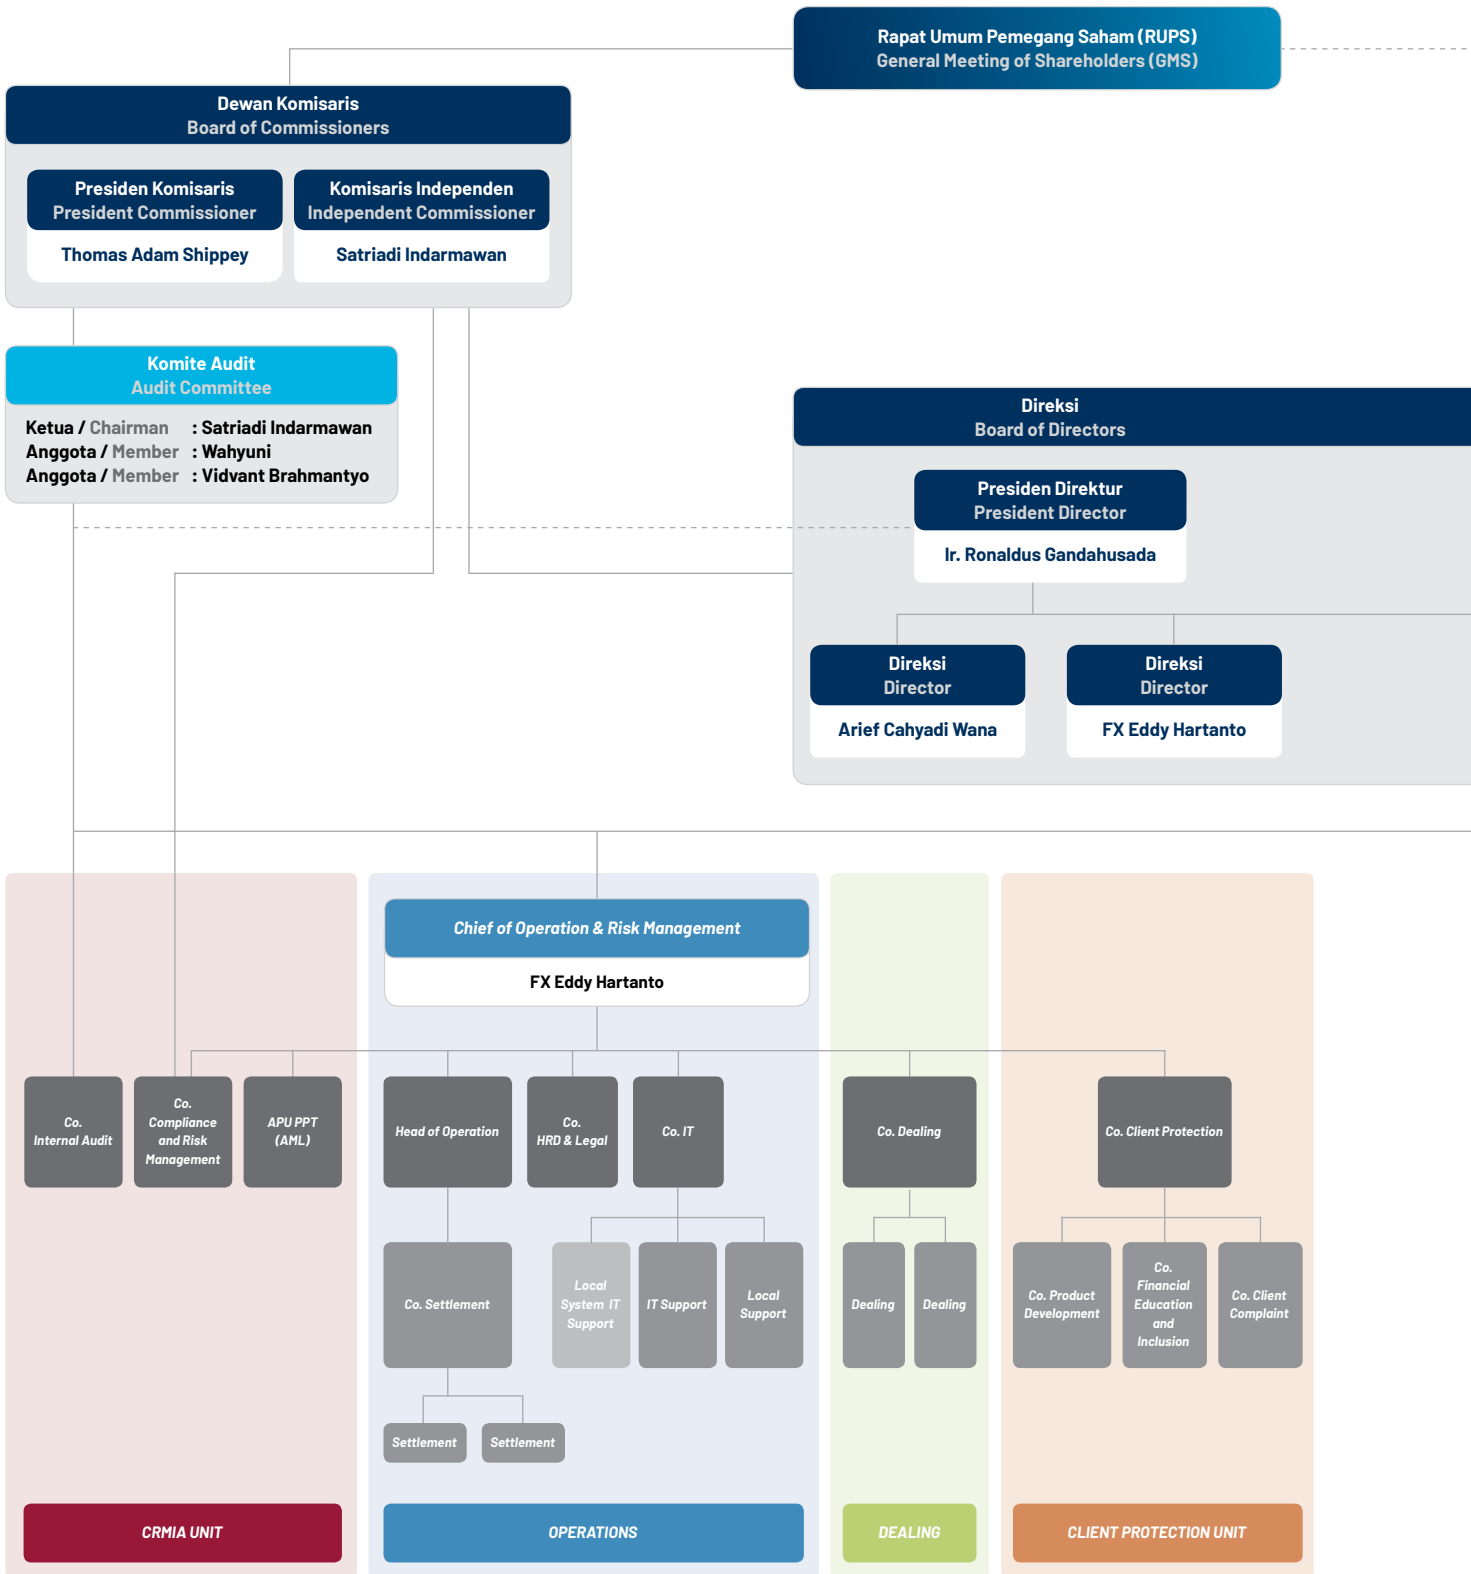 Rapat Umum Pemegang Saham (RUPS)
General Meeting of Shareholders (GMS)
Dewan Komisaris
Board of Commissioners
Presiden Komisaris
President Commissioner
Thomas Adam Shippey
Komisaris Independen
Independent Commissioner
Satriadi Indarmawan
Komite Audit
Audit Committee
Ketua / Chairman : Satriadi Indarmawan
Anggota / Member : Wahyuni
Anggota / Member : Vidvant Brahmantyo
Direksi
Board of Directors
Presiden Direktur
President Director
Ir. Ronaldus Gandahusada
Direksi
Director
Arief Cahyadi Wana
Direksi
Director
FX Eddy Hartanto
Chief of Operation & Risk Management
FX Eddy Hartanto
Co.
Internal Audit
Co.
Compliance
and Risk
Management
APU PPT
(AML)
Head of Operation
Co.
HRD & Legal
Co. IT
Co. Dealing
Co. Client Protection
Co. Settlement
Local
System IT
Support
IT Support
Local
Support
Dealing
Dealing
Co. Product
Development
Co.
Financial
Education
and
Inclusion
Co. Client
Complaint
Settlement
Settlement
CRMIA UNIT
OPERATIONS
DEALING
CLIENT PROTECTION UNIT